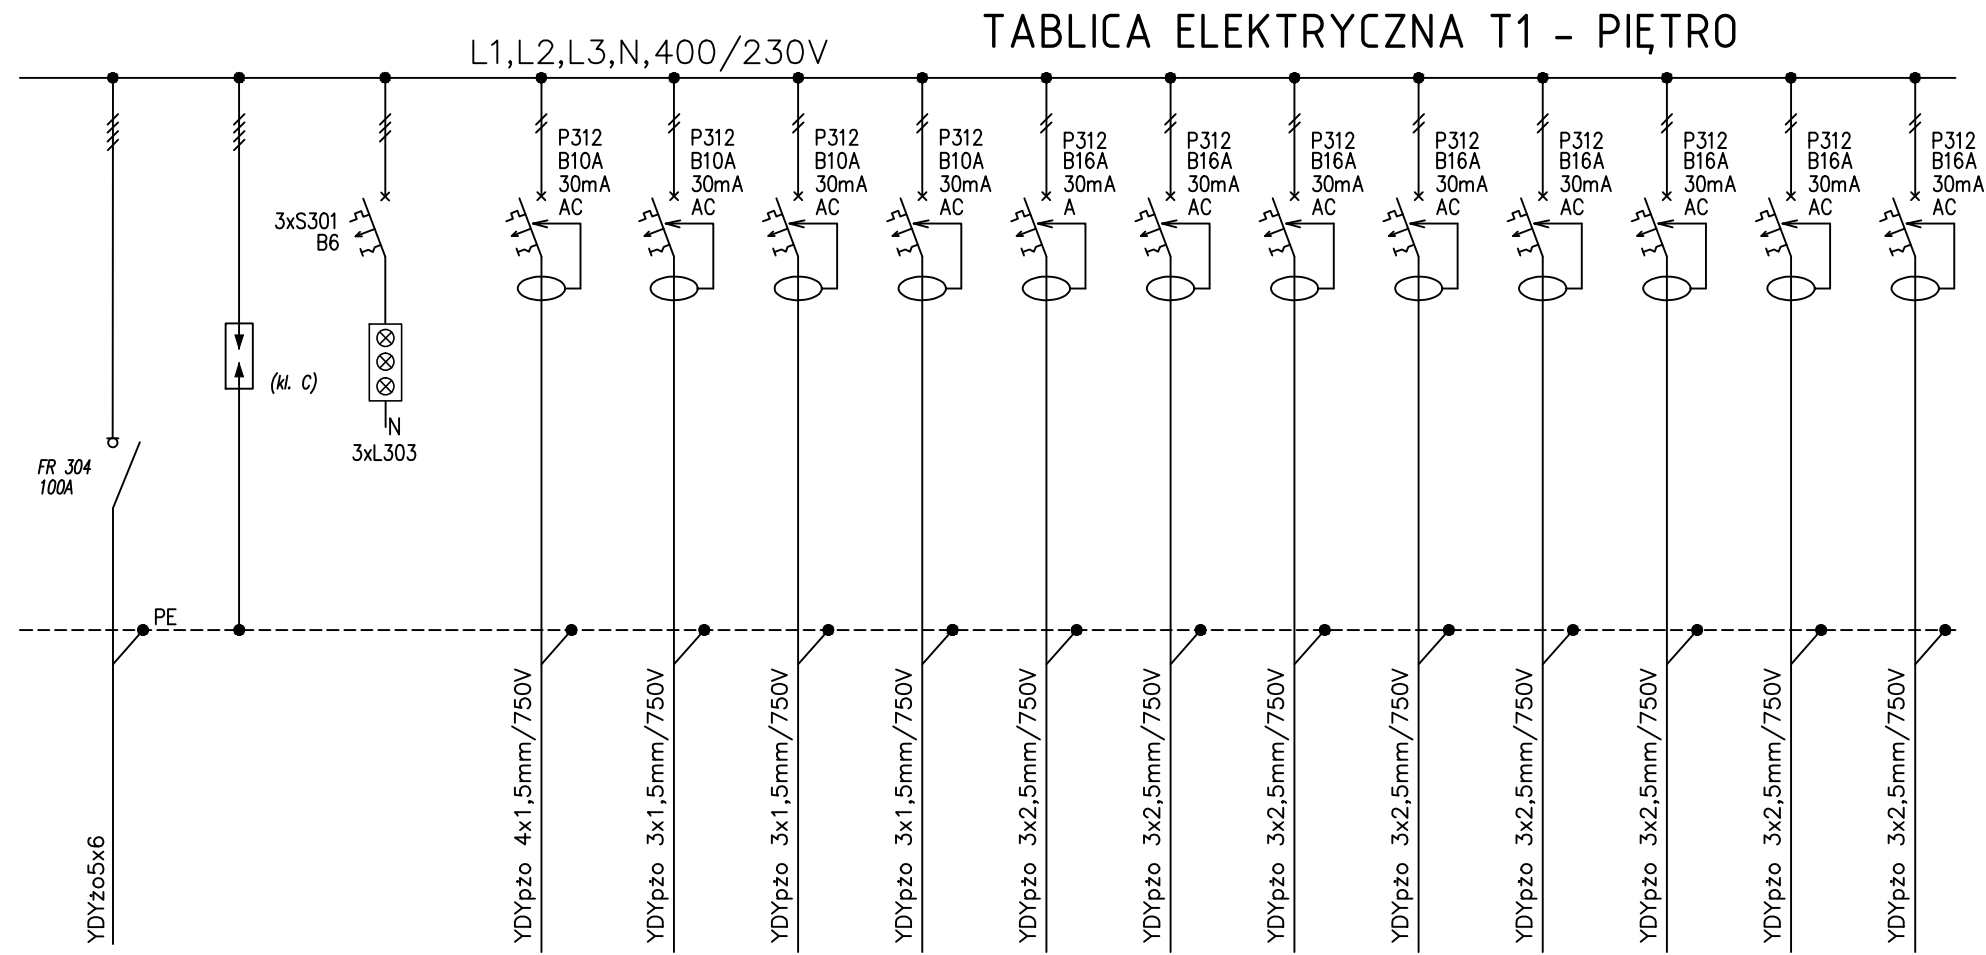 TABLICA ELEKTRYCZNA T1 - PIĘTRO
L1,L2,L3,N,400/230V
3xS301
B6
P312
B10A
30mA
AC
P312
B10A
30mA
AC
P312
B10A
30mA
AC
P312
B10A
30mA
AC
P312
B16A
30mA
A
P312
B16A
30mA
AC
P312
B16A
30mA
AC
P312
B16A
30mA
AC
P312
B16A
30mA
AC
P312
B16A
30mA
AC
P312
B16A
30mA
AC
P312
B16A
30mA
AC
(kl. C)
N
3xL303
FR 304
100A
PE
YDYżo5x6
YDYpżo 4x1,5mm/750V
YDYpżo 3x1,5mm/750V
YDYpżo 3x1,5mm/750V
YDYpżo 3x1,5mm/750V
YDYpżo 3x2,5mm/750V
YDYpżo 3x2,5mm/750V
YDYpżo 3x2,5mm/750V
YDYpżo 3x2,5mm/750V
YDYpżo 3x2,5mm/750V
YDYpżo 3x2,5mm/750V
YDYpżo 3x2,5mm/750V
YDYpżo 3x2,5mm/750V